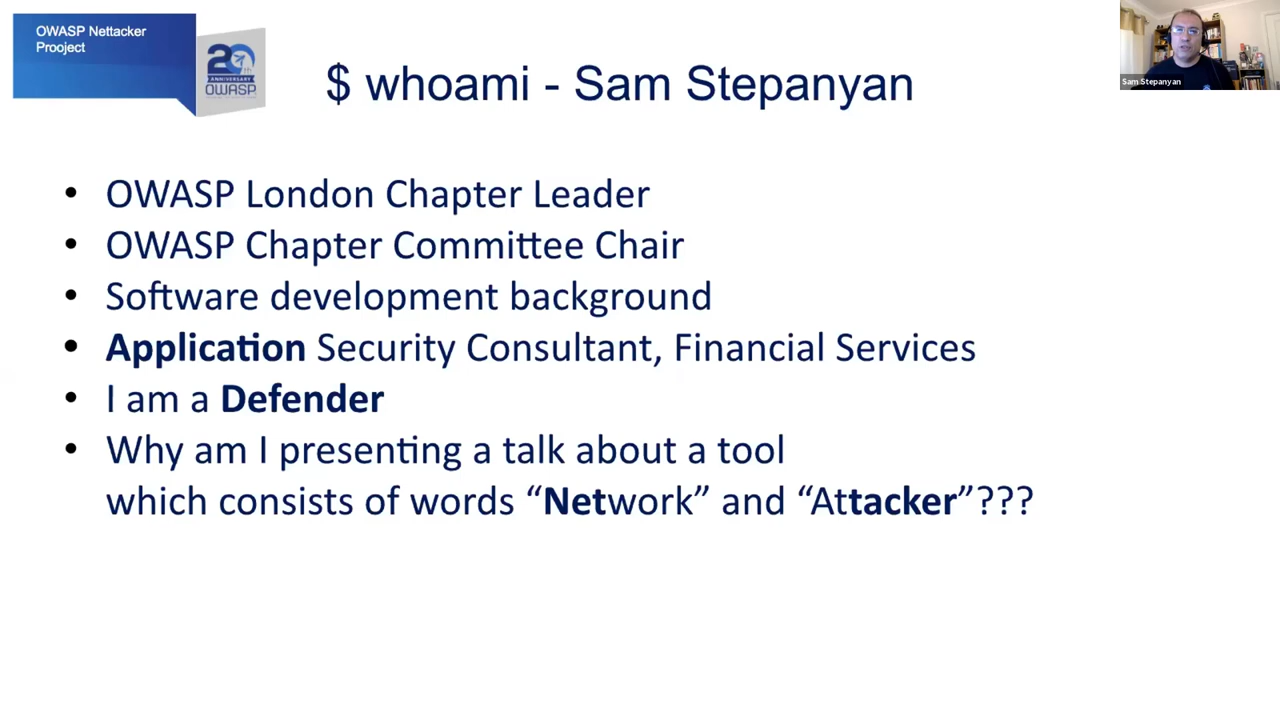 OWASP Nettacker
Prooject
20
ANNIVERSARY
OWASP
$ whoami - Sam Stepanyan
Sam Stepanyan
• OWASP London Chapter Leader
• OWASP Chapter Committee Chair
• Software development background
• Application Security Consultant, Financial Services
• I am a Defender
• Why am I presenting a talk about a tool
which consists of words “Network” and “Attacker”???